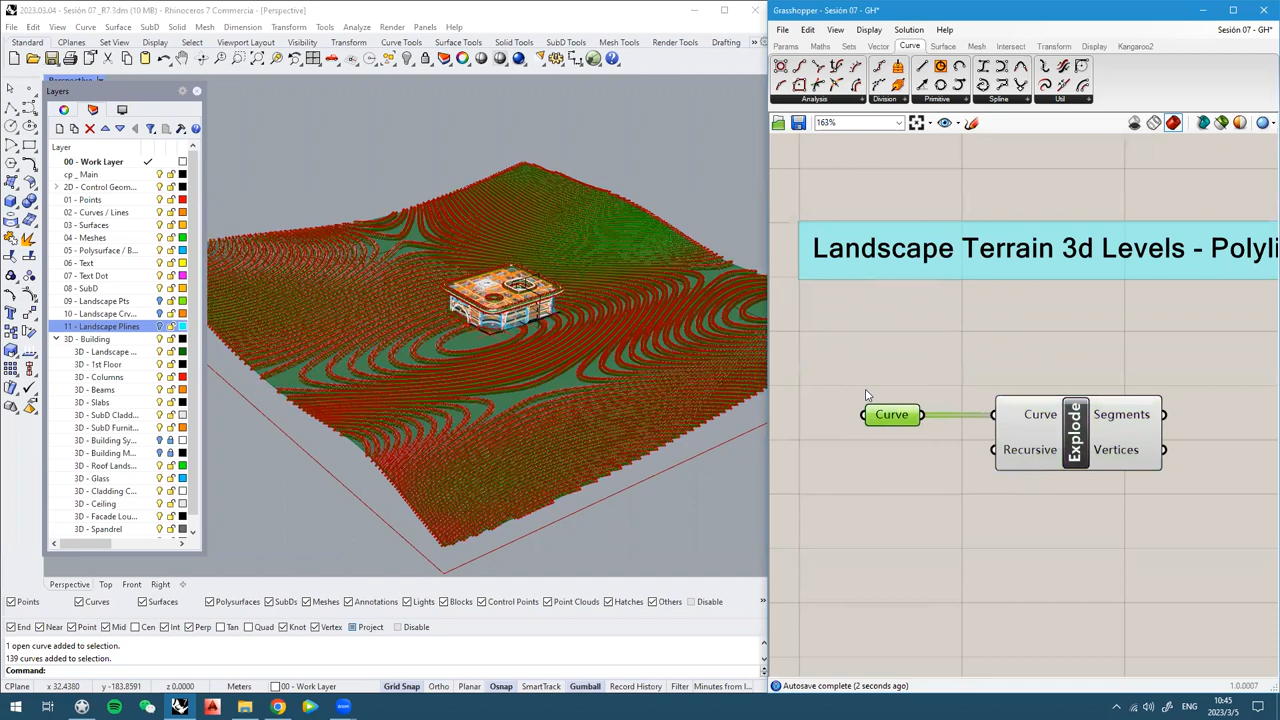 2023.03.04 - Sesión 07_R7.3dm (10 MB) - Rhinoceros 7 Corporate - [Perspective]
File Edit View Curve Surface SubD Solid Mesh Dimension Transform Tools Analyze Render Panels Help
Standard CPlanes Set View Display Select Viewport Layout Visibility Transform Curve Tools Surface Tools Solid Tools SubD Tools Mesh Tools Render Tools Drafting »
Perspective
Layers
Layer
00 - Work Layer
cp_ Main
2D - Control Geom...
01 - Points
02 - Curves / Lines
03 - Surfaces
04 - Meshes
05 - Polysurface / B...
06 - Text
07 - Text Dot
08 - SubD
09 - Landscape Pts
10 - Landscape Crv...
11 - Landscape Plines
3D - Building
3D - Landscape ...
3D - 1st Floor
3D - Columns
3D - Beams
3D - Slabs
3D - SubD Cladd...
3D - SubD Furnit...
3D - Building Sy...
3D - Building M...
3D - Roof Lands...
3D - Glass
3D - Cladding C...
3D - Ceiling
3D - Facade Lou...
3D - Spandrel
Perspective Top Front Right
Points Curves Surfaces Polysurfaces SubDs Meshes Annotations Lights Blocks Control Points Point Clouds Hatches Others Disable »
End Near Point Mid Cen Int Perp Tan Quad Knot Vertex Project Disable
1 open curve added to selection.
139 curves added to selection.
Command:
CPlane x 32.4380 y -183.8591 z 0.0000 Meters 00 - Work Layer Grid Snap Ortho Planar Osnap SmartTrack Gumball Record History Filter Minutes from l...
Grasshopper - Sesión 07 - GH*
File Edit View Display Solution Help Sesión 07 - GH*
Params Maths Sets Vector Curve Surface Mesh Intersect Transform Display Kangaroo2
Analysis Division Primitive Spline Util
163%
Landscape Terrain 3d Levels - Polyli
Curve
Curve
Recursive
Explode
Segments
Vertices
Autosave complete (2 seconds ago) 1.0.0007
ENG 10:45
2023/3/5